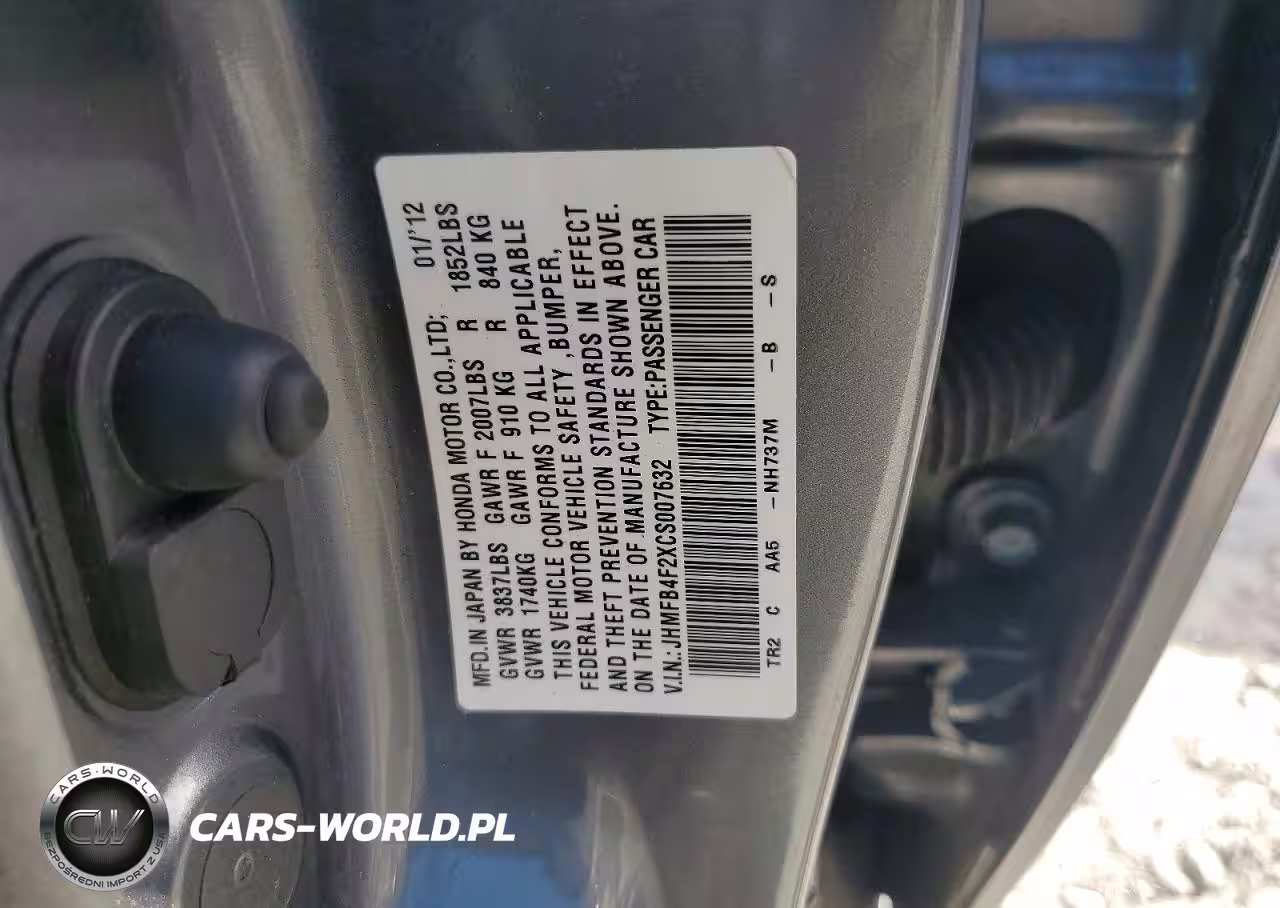 MFD.IN JAPAN BY HONDA MOTOR CO.,LTD; 01/'12
GVWR 3837LBS GAWR F 2007LBS R 1852LBS
GVWR 1740KG GAWR F 910 KG R 840 KG
THIS VEHICLE CONFORMS TO ALL APPLICABLE
FEDERAL MOTOR VEHICLE SAFETY ,BUMPER,
AND THEFT PREVENTION STANDARDS IN EFFECT
ON THE DATE OF MANUFACTURE SHOWN ABOVE.
V.I.N.: JHMFB4F2XCS007632 TYPE:PASSENGER CAR
TR2 C AA5 -NH737M -B -S
CARS-WORLD
CW
BEZPOŚREDNI IMPORT Z USA
CARS-WORLD.PL